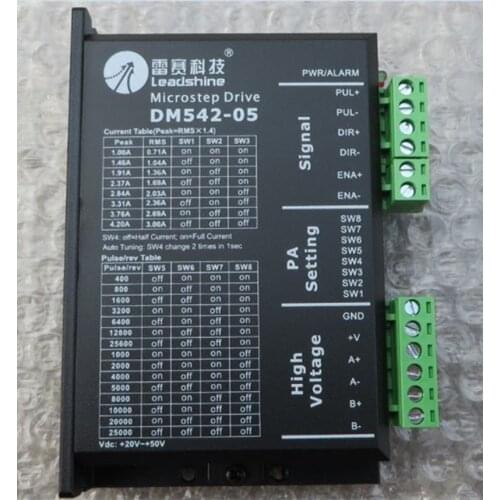 雷赛科技®
Leadshine
Microstep Drive
DM542-05
Current Table(Peak=RMS×1.4)
Peak RMS SW1 SW2 SW3
1.00A 0.71A on on on
1.46A 1.04A off on on
1.91A 1.36A on off on
2.37A 1.69A off off on
2.84A 2.03A on on off
3.31A 2.36A off on off
3.76A 2.69A on off off
4.20A 3.00A off off off
SW4: off=Half Current; on=Full Current
Auto Tuning: SW4 change 2 times in 1sec
Pulse/rev Table
Pulse/rev SW5 SW6 SW7 SW8
400 off on on on
800 on off on on
1600 off off on on
3200 on on off on
6400 off on off on
12800 on off off on
25600 off off off on
1000 on on on off
2000 off on on off
4000 on off on off
5000 off off on off
8000 on on off off
10000 off on off off
20000 on off off off
25000 off off off off
Vdc: +20V~+50V
PWR/ALARM
Signal
PUL+
PUL-
DIR+
DIR-
ENA+
ENA-
PA
Setting
SW8
SW7
SW6
SW5
SW4
SW3
SW2
SW1
High
Voltage
GND
+V
A+
A-
B+
B-